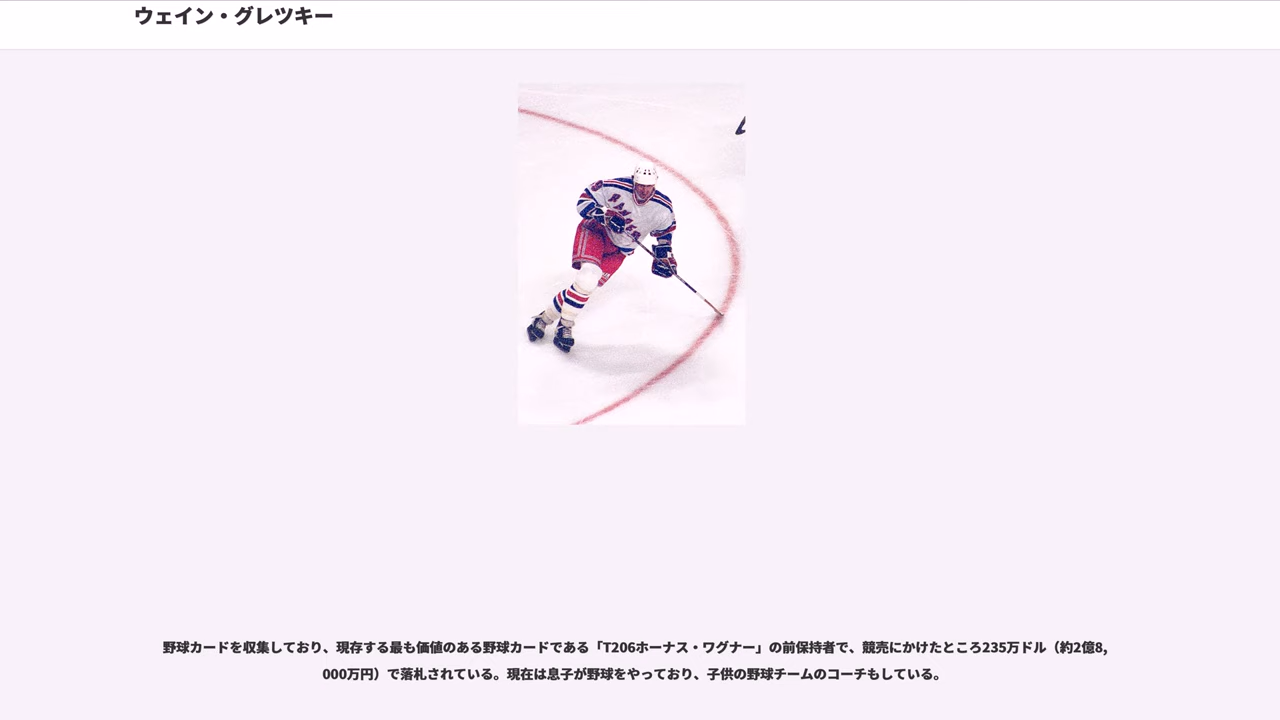 ウェイン・グレツキー
野球カードを収集しており、現存する最も価値のある野球カードである「T206ホーナス・ワグナー」の前保持者で、競売にかけたところ235万ドル（約2億8,
000万円）で落札されている。現在は息子が野球をやっており、子供の野球チームのコーチもしている。